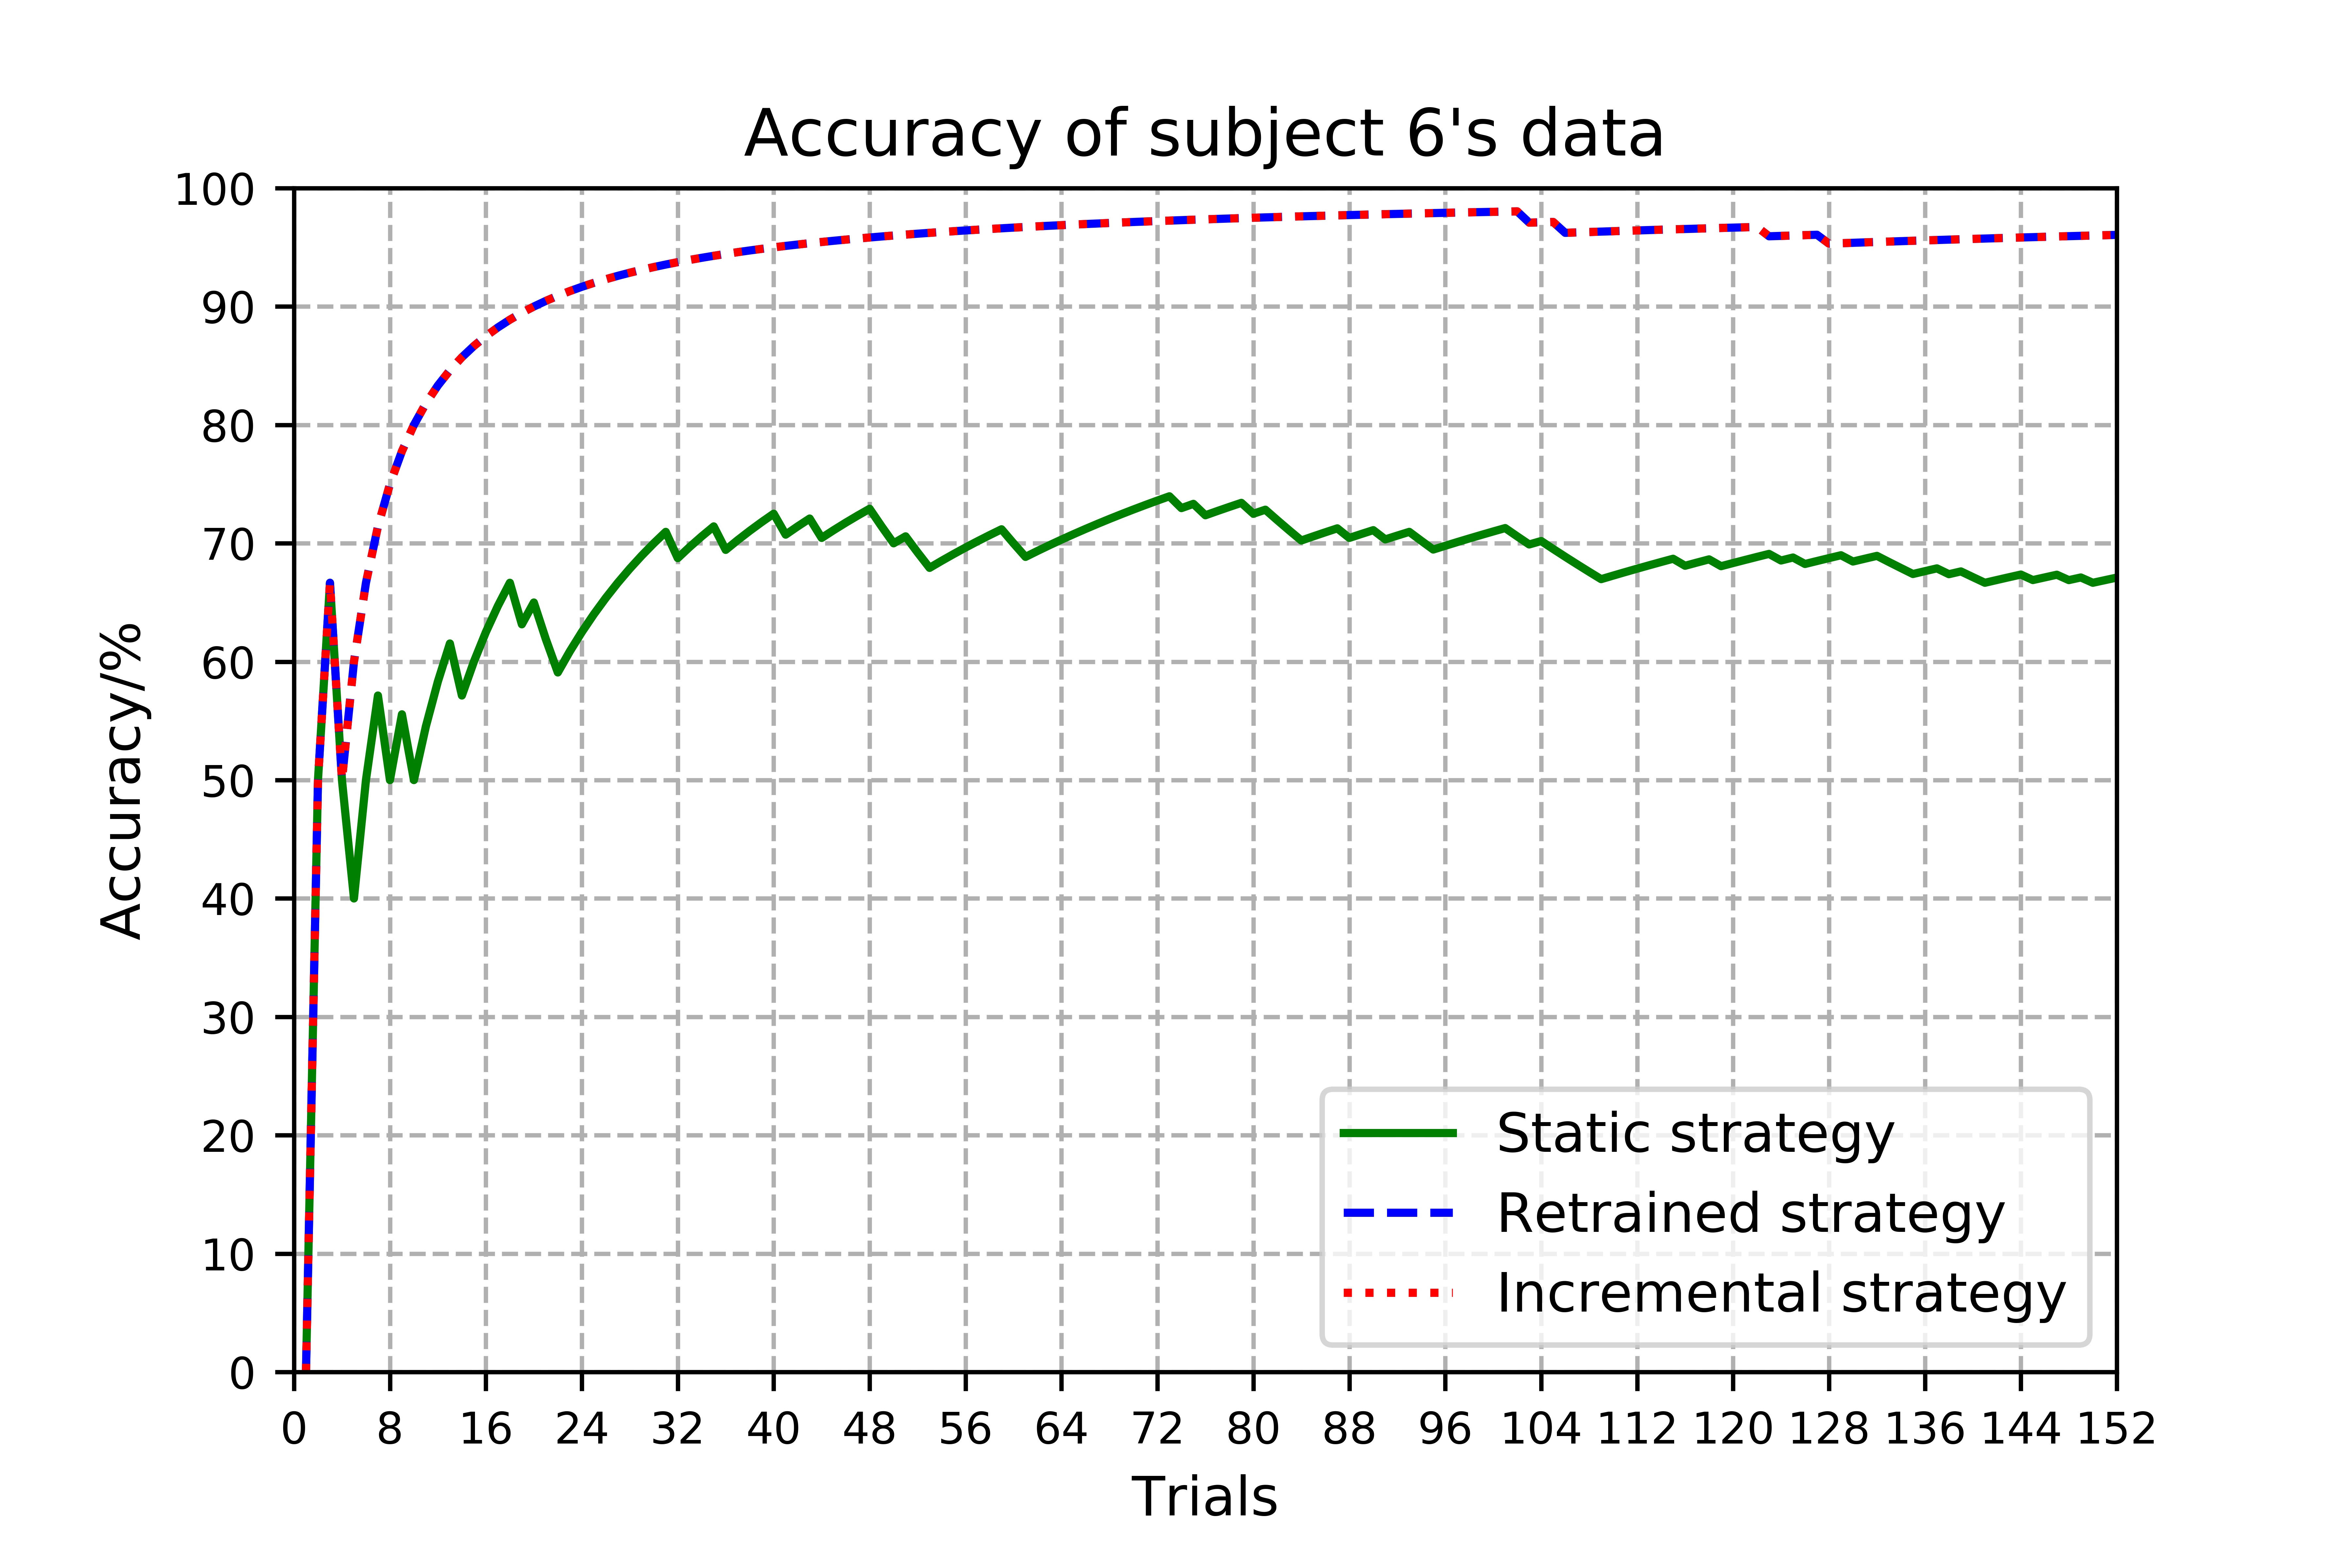 Accuracy of subject 6's data
Accuracy/%
100
90
80
70
60
50
40
30
20
10
0
Static strategy
Retrained strategy
Incremental strategy
0 8 16 24 32 40 48 56 64 72 80 88 96 104 112 120 128 136 144 152
Trials